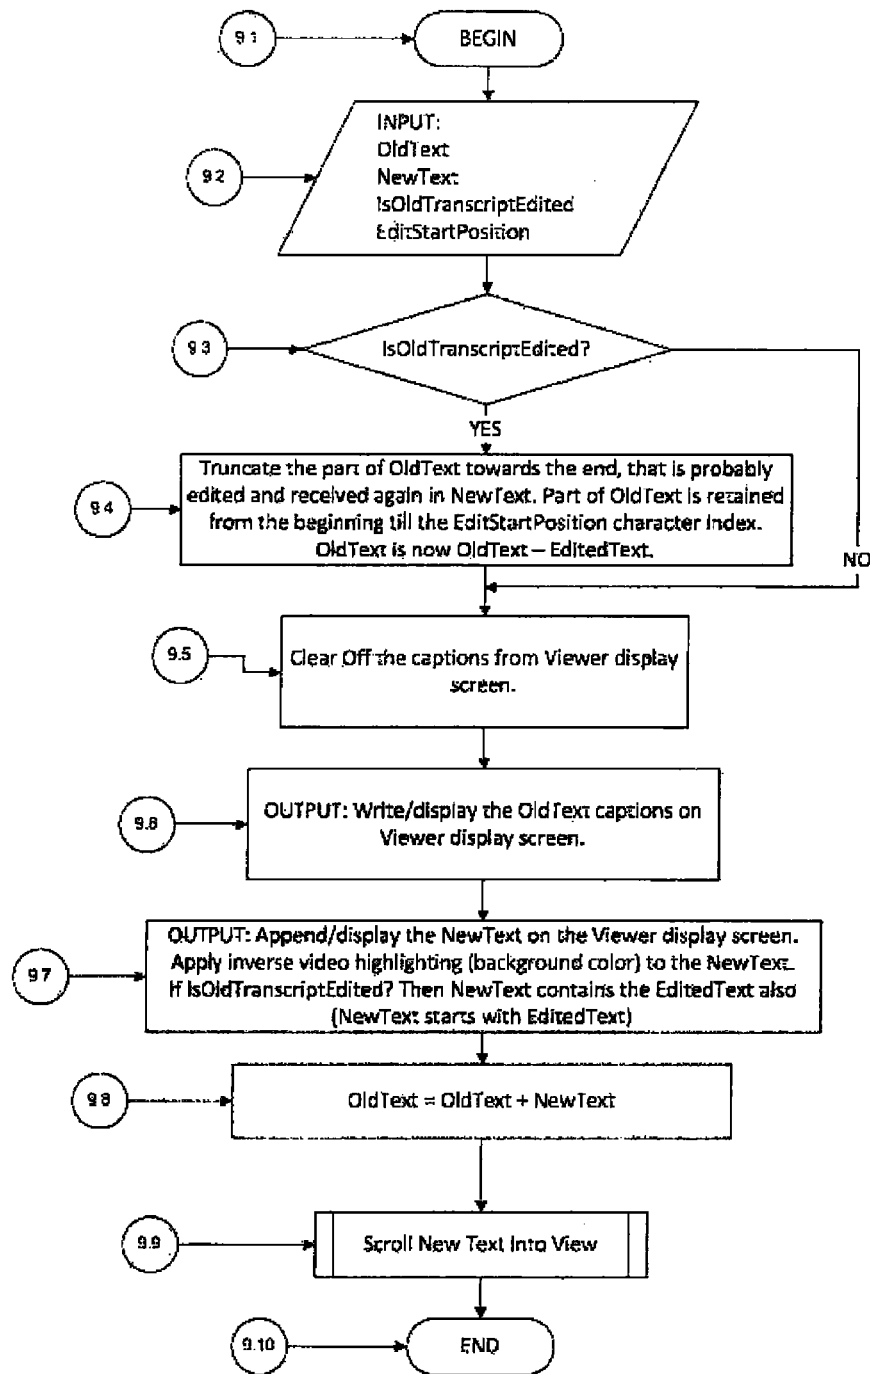 9.1
BEGIN
INPUT:
OldText
NewText
IsOldTranscriptEdited
EditStartPosition
9.2
9.3
IsOldTranscriptEdited?
YES
Truncate the part of OldText towards the end, that is probably
edited and received again in NewText. Part of OldText is retained
from the beginning till the EditStartPosition character index.
OldText is now OldText – EditedText.
9.4
NO
9.5
Clear Off the captions from Viewer display
screen.
OUTPUT: Write/display the OldText captions on
Viewer display screen.
9.6
OUTPUT: Append/display the NewText on the Viewer display screen.
Apply inverse video highlighting (background color) to the NewText.
If IsOldTranscriptEdited? Then NewText contains the EditedText also
(NewText starts with EditedText)
9.7
9.8
OldText = OldText + NewText
9.9
Scroll New Text Into View
9.10
END